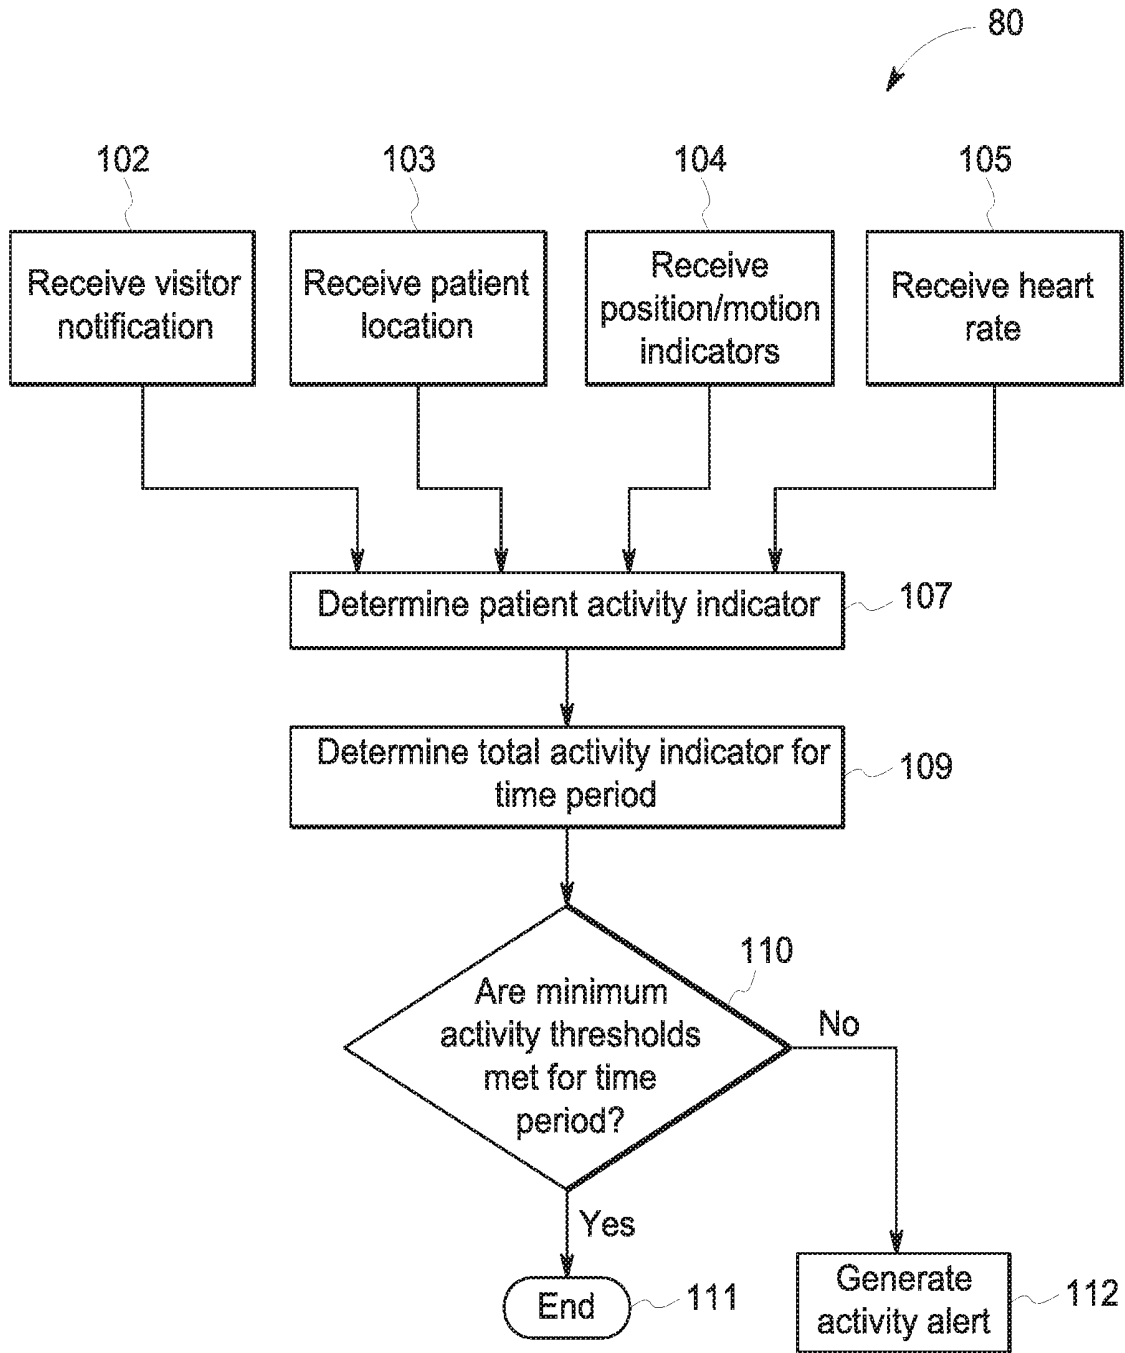 80
102
103
104
105
Receive visitor
notification
Receive patient
location
Receive
position/motion
indicators
Receive heart
rate
Determine patient activity indicator
107
Determine total activity indicator for
time period
109
110
Are minimum
activity thresholds
met for time
period?
No
Yes
End
111
Generate
activity alert
112